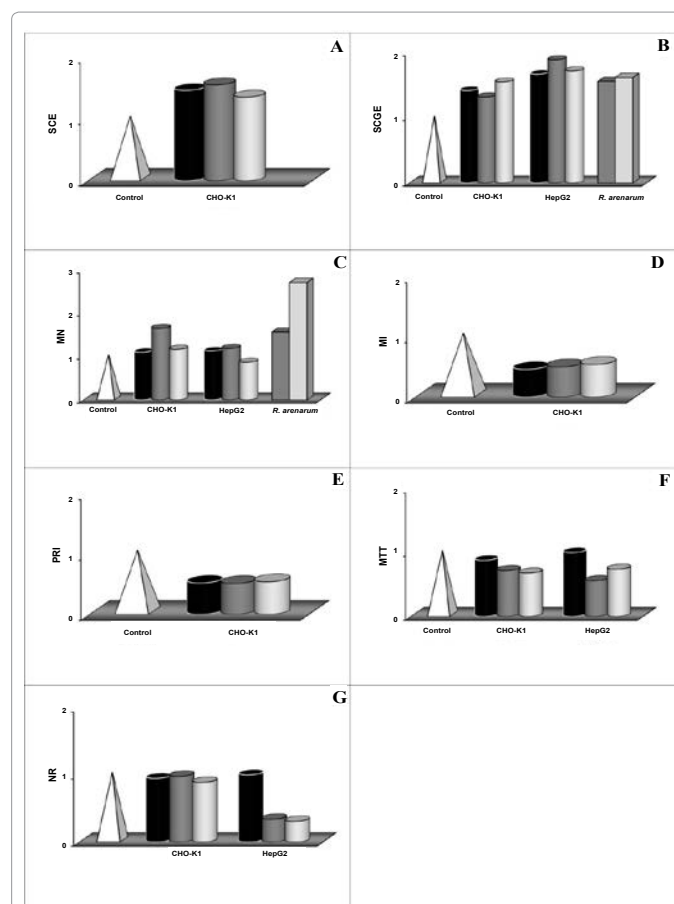 A
2
1
0
SCE
Control
CHO-K1
B
2
1
0
SCGE
Control
CHO-K1
HepG2
R. arenarum
C
3
2
1
0
MN
Control
CHO-K1
HepG2
R. arenarum
D
2
1
0
MI
Control
CHO-K1
E
2
1
0
PRI
Control
CHO-K1
F
2
1
0
MTT
Control
CHO-K1
HepG2
G
2
1
0
NR
CHO-K1
HepG2